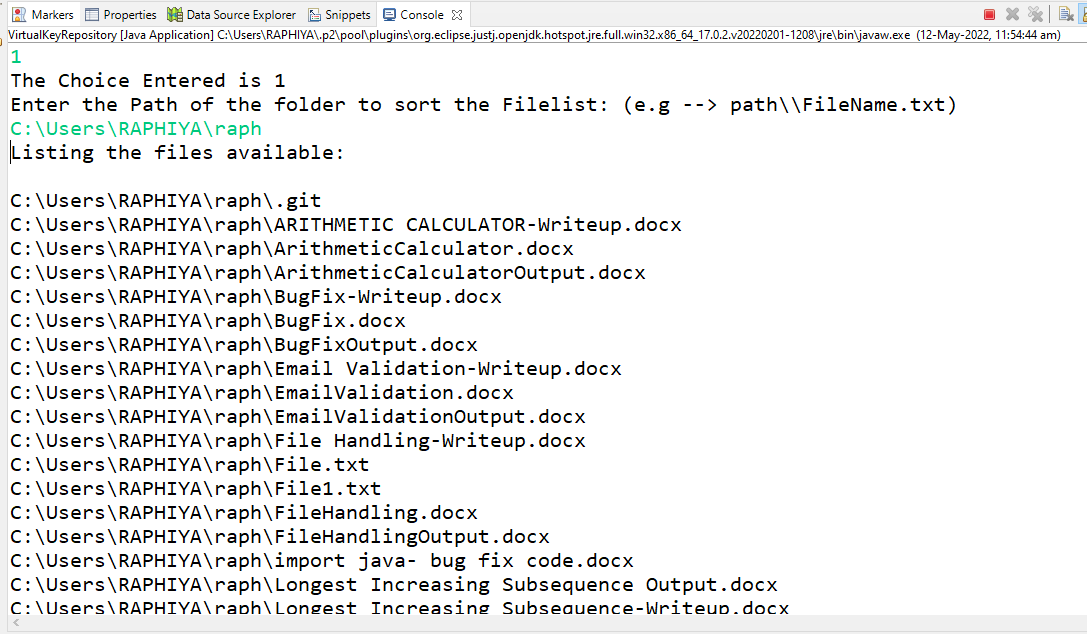 Markers Properties Data Source Explorer Snippets Console
VirtualKeyRepository [Java Application] C:\Users\RAPHIYA\.p2\pool\plugins\org.eclipse.justj.openjdk.hotspot.jre.full.win32.x86_64_17.0.2.v20220201-1208\jre\bin\javaw.exe (12-May-2022, 11:54:44 am)
1
The Choice Entered is 1
Enter the Path of the folder to sort the Filelist: (e.g --> path\\FileName.txt)
C:\Users\RAPHIYA\raph
Listing the files available:
C:\Users\RAPHIYA\raph\.git
C:\Users\RAPHIYA\raph\ARITHMETIC CALCULATOR-Writeup.docx
C:\Users\RAPHIYA\raph\ArithmeticCalculator.docx
C:\Users\RAPHIYA\raph\ArithmeticCalculatorOutput.docx
C:\Users\RAPHIYA\raph\BugFix-Writeup.docx
C:\Users\RAPHIYA\raph\BugFix.docx
C:\Users\RAPHIYA\raph\BugFixOutput.docx
C:\Users\RAPHIYA\raph\Email Validation-Writeup.docx
C:\Users\RAPHIYA\raph\EmailValidation.docx
C:\Users\RAPHIYA\raph\EmailValidationOutput.docx
C:\Users\RAPHIYA\raph\File Handling-Writeup.docx
C:\Users\RAPHIYA\raph\File.txt
C:\Users\RAPHIYA\raph\File1.txt
C:\Users\RAPHIYA\raph\FileHandling.docx
C:\Users\RAPHIYA\raph\FileHandlingOutput.docx
C:\Users\RAPHIYA\raph\import java- bug fix code.docx
C:\Users\RAPHIYA\raph\Longest Increasing Subsequence Output.docx
C:\Users\RAPHIYA\raph\Longest Increasing Subsequence-Writeup.docx